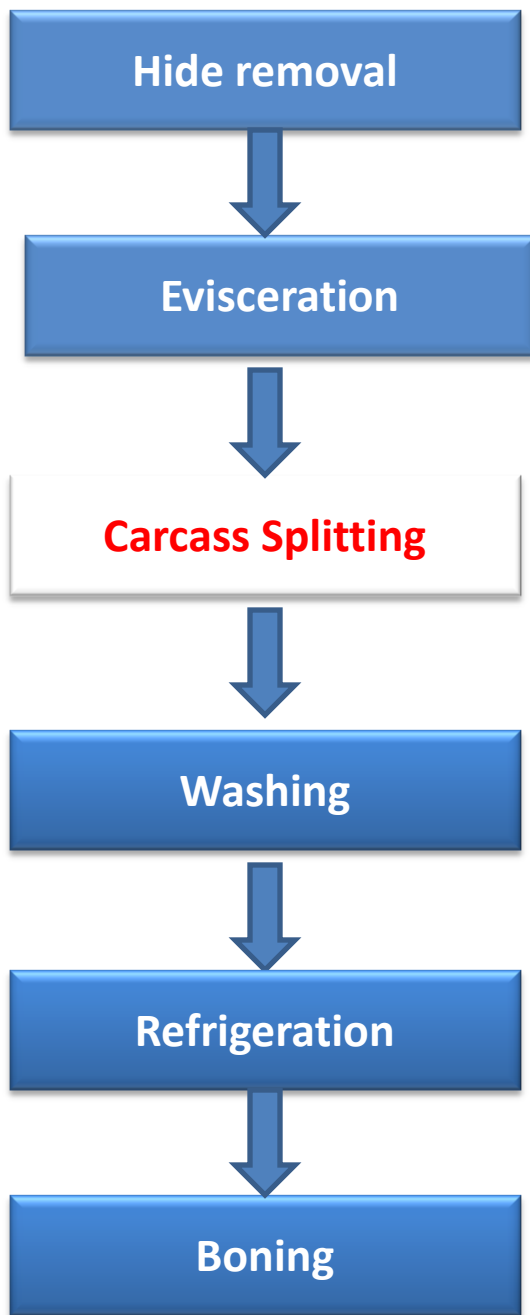 Hide removal
Evisceration
Carcass Splitting
Washing
Refrigeration
Boning